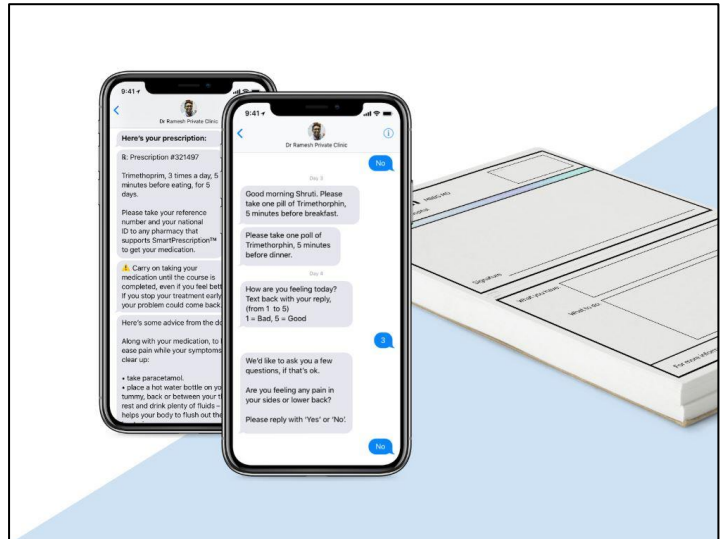 9:41
Dr Ramesh Private Clinic
Here's your prescription:
℞: Prescription #321497
Trimethoprim, 3 times a day, 5
minutes before eating, for 5
days.
Please take your reference
number and your national
ID to any pharmacy that
supports SmartPrescription™
to get your medication.
⚠️ Carry on taking your
medication until the course is
completed, even if you feel
If you stop your treatment early
your problem could come back.
Here's some advice from the
Along with your medication, to
ease pain while your symptoms
clear up:
• take paracetamol.
• place a hot water bottle on
tummy, back or between your
rest and drink plenty of fluids –
helps your body to flush out the
9:41
Dr Ramesh Private Clinic
No
Day 3
Good morning Shruti. Please
take one pill of Trimethorphin,
5 minutes before breakfast.
Please take one poll of
Trimethorphin, 5 minutes
before dinner.
Day 4
How are you feeling today?
Text back with your reply,
(from 1 to 5)
1 = Bad, 5 = Good
3
We'd like to ask you a few
questions, if that's ok.
Are you feeling any pain in
your sides or lower back?
Please reply with 'Yes' or 'No'.
No
MBBS MD
Signature
What you have
What to do
For more